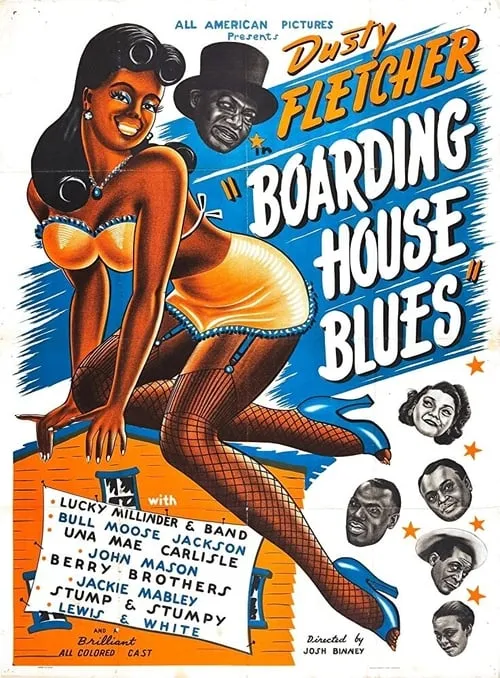 ALL AMERICAN PICTURES
Presents
Dusty
FLETCHER
in
"BOARDING
HOUSE
BLUES"
with
• LUCKY MILLINDER & BAND
• BULL MOOSE JACKSON
• UNA MAE CARLISLE
• JOHN MASON
• BERRY BROTHERS
• JACKIE MABLEY
• STUMP & STUMPY
• LEWIS & WHITE
AND A
Brilliant
ALL COLORED CAST
Directed by
JOSH BINNEY